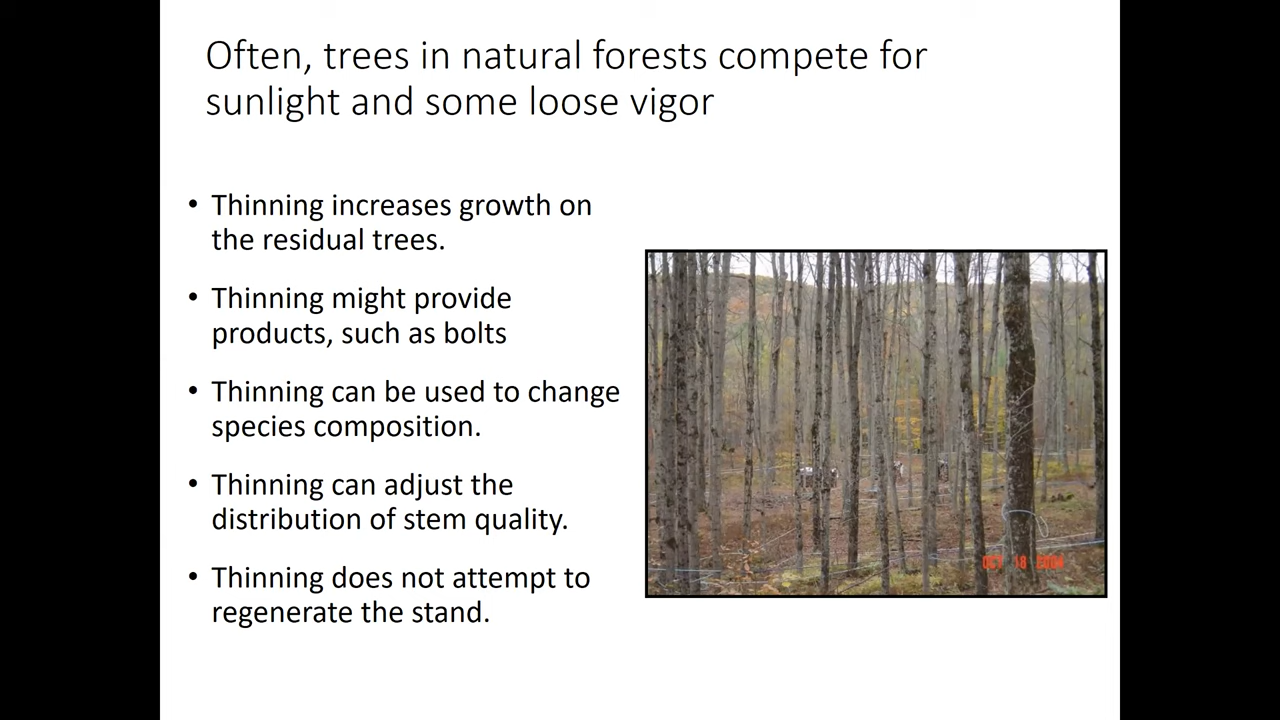 Often, trees in natural forests compete for
sunlight and some loose vigor
• Thinning increases growth on
the residual trees.
• Thinning might provide
products, such as bolts
• Thinning can be used to change
species composition.
• Thinning can adjust the
distribution of stem quality.
• Thinning does not attempt to
regenerate the stand.
OCT 18